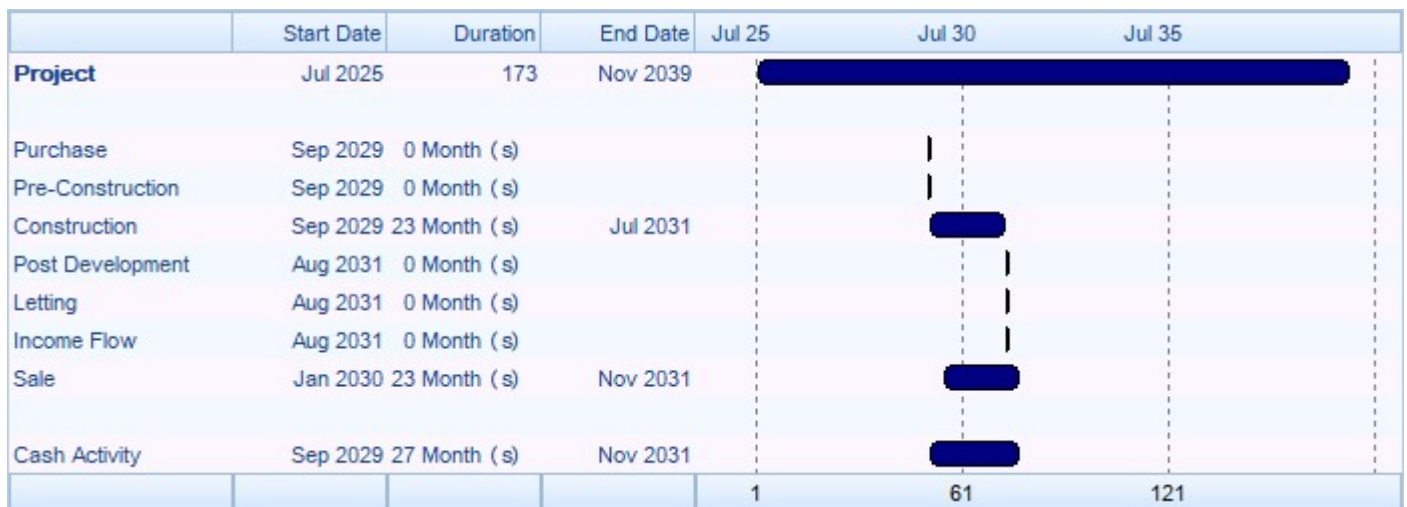 Start Date Duration End Date Jul 25 Jul 30 Jul 35
Project Jul 2025 173 Nov 2039
Purchase Sep 2029 0 Month (s)
Pre-Construction Sep 2029 0 Month (s)
Construction Sep 2029 23 Month (s) Jul 2031
Post Development Aug 2031 0 Month (s)
Letting Aug 2031 0 Month (s)
Income Flow Aug 2031 0 Month (s)
Sale Jan 2030 23 Month (s) Nov 2031
Cash Activity Sep 2029 27 Month (s) Nov 2031
1 61 121